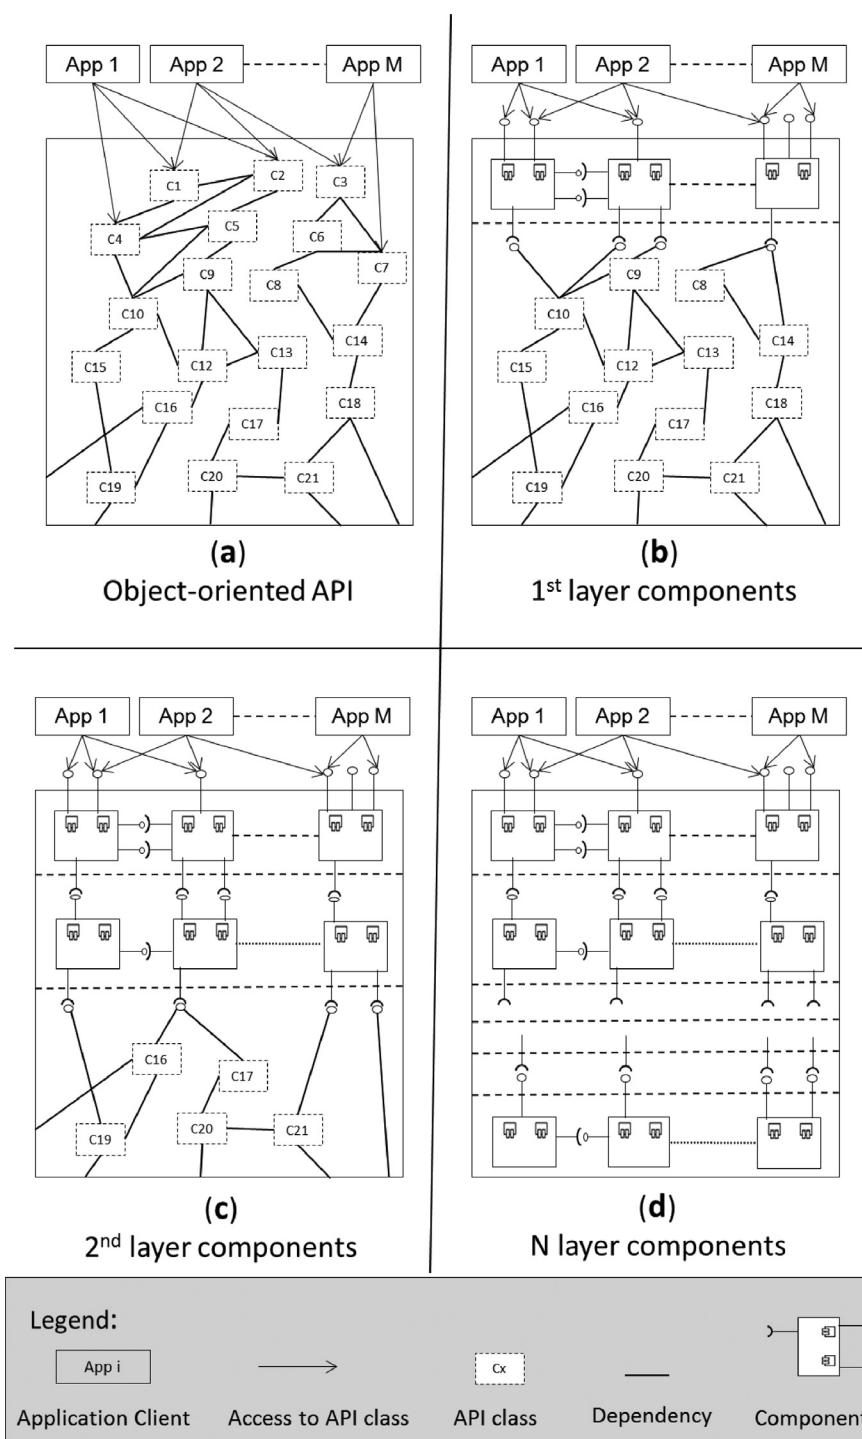 App 1 App 2 App M
C1 C2 C3
C4 C5 C6 C7
C9 C8
C10
C15 C12 C13 C14
C16 C17 C18
C19 C20 C21
(a)
Object-oriented API
App 1 App 2 App M
C9 C8
C10
C15 C12 C13 C14
C16 C17 C18
C19 C20 C21
(b)
1st layer components
App 1 App 2 App M
C16 C17
C19 C20 C21
(c)
2nd layer components
App 1 App 2 App M
(d)
N layer components
Legend:
App i
Cx
Application Client Access to API class API class Dependency Component